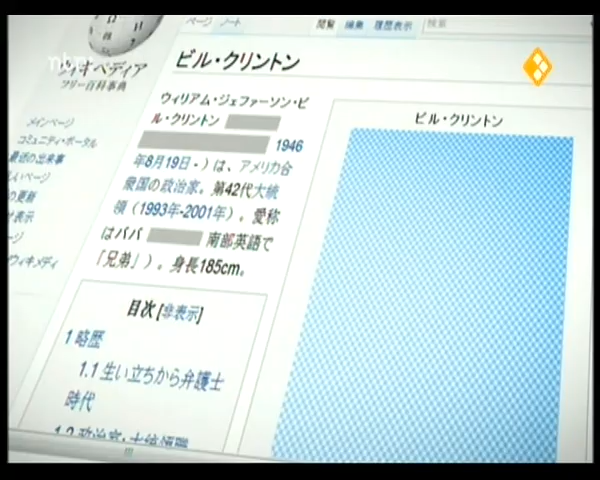 ページ ノート 閲覧 編集 履歴表示 検索
ウィキペディア
フリー百科事典
メインページ
コミュニティ・ポータル
最近の出来事
ビル・クリントン
ウィリアム・ジェファーソン・ビ
ル・クリントン
1946
年8月19日 - ）は、アメリカ合
衆国の政治家。第42代大統
領（1993年-2001年）。愛称
はババ 南部英語で
「兄弟」）。身長185cm。
目次 [非表示]
1 略歴
1.1 生い立ちから弁護士
時代
ビル・クリントン